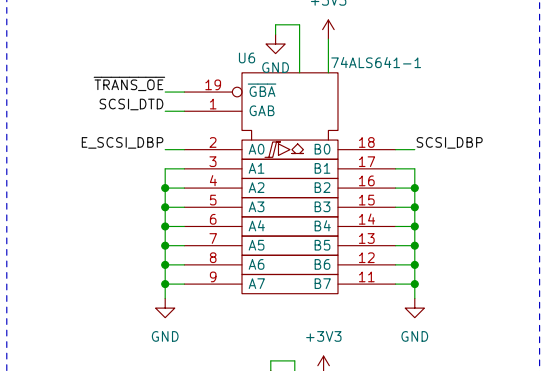 +3V3
U6
GND
74ALS641-1
TRANS_OE 19 GBA
SCSI_DTD 1 GAB
E_SCSI_DBP 2 A0 B0 18 SCSI_DBP
3 A1 B1 17
4 A2 B2 16
5 A3 B3 15
6 A4 B4 14
7 A5 B5 13
8 A6 B6 12
9 A7 B7 11
GND +3V3 GND